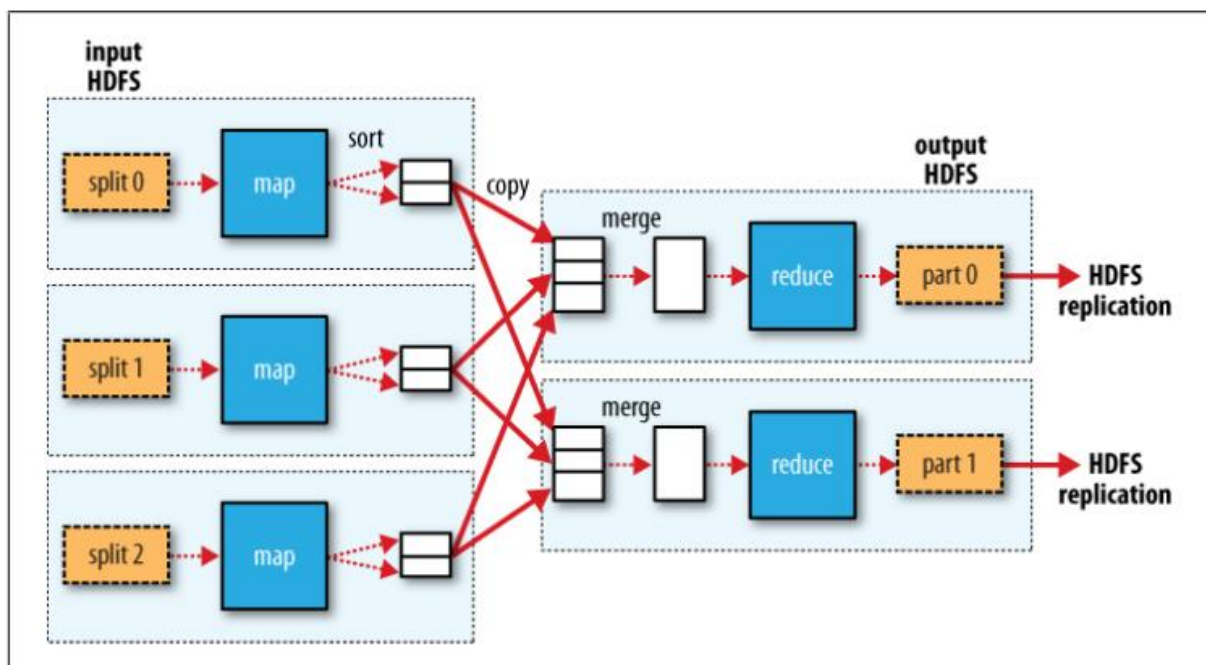 input
HDFS
split 0
map
sort
copy
split 1
map
split 2
map
output
HDFS
merge
reduce
part 0
HDFS
replication
merge
reduce
part 1
HDFS
replication